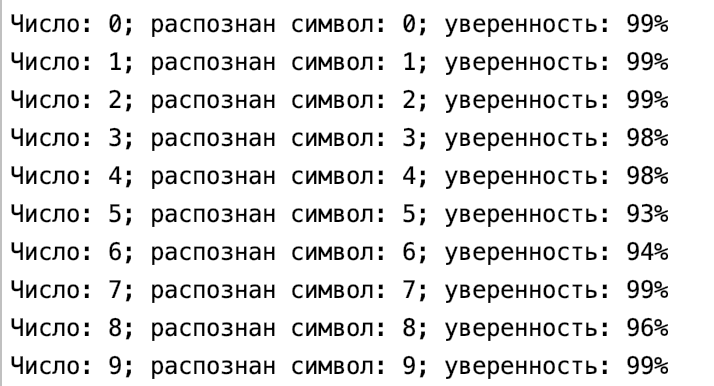 Число: 0; распознан символ: 0; уверенность: 99%
Число: 1; распознан символ: 1; уверенность: 99%
Число: 2; распознан символ: 2; уверенность: 99%
Число: 3; распознан символ: 3; уверенность: 98%
Число: 4; распознан символ: 4; уверенность: 98%
Число: 5; распознан символ: 5; уверенность: 93%
Число: 6; распознан символ: 6; уверенность: 94%
Число: 7; распознан символ: 7; уверенность: 99%
Число: 8; распознан символ: 8; уверенность: 96%
Число: 9; распознан символ: 9; уверенность: 99%